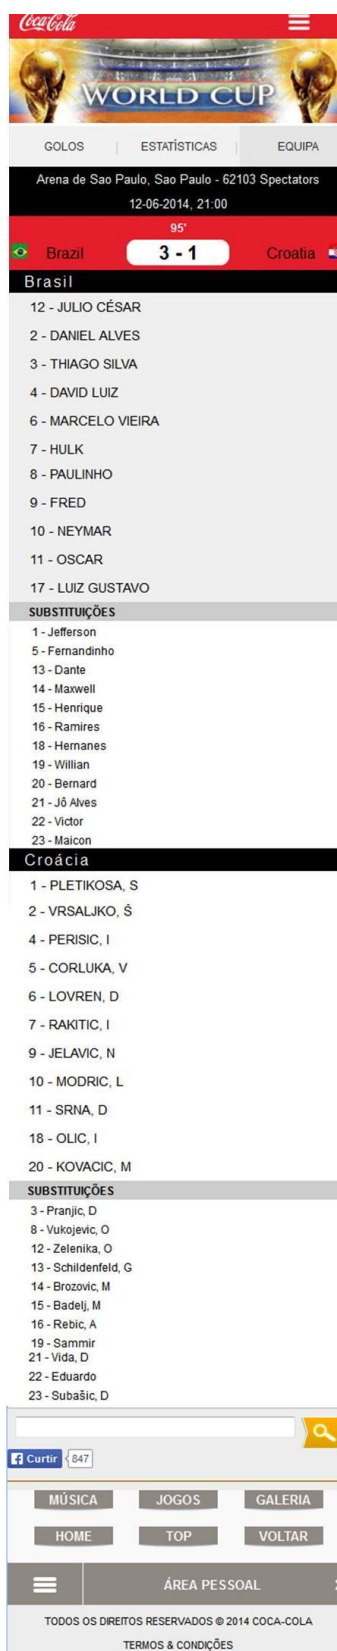 Coca-Cola
WORLD CUP
GOLOS ESTATÍSTICAS EQUIPA
Arena de Sao Paulo, Sao Paulo - 62103 Spectators
12-06-2014, 21:00
95'
Brazil 3 - 1 Croatia
Brasil
12 - JULIO CÉSAR
2 - DANIEL ALVES
3 - THIAGO SILVA
4 - DAVID LUIZ
6 - MARCELO VIEIRA
7 - HULK
8 - PAULINHO
9 - FRED
10 - NEYMAR
11 - OSCAR
17 - LUIZ GUSTAVO
SUBSTITUIÇÕES
1 - Jefferson
5 - Fernandinho
13 - Dante
14 - Maxwell
15 - Henrique
16 - Ramires
18 - Hernanes
19 - Willian
20 - Bernard
21 - Jô Alves
22 - Victor
23 - Maicon
Croácia
1 - PLETIKOSA, S
2 - VRSALJKO, Š
4 - PERISIC, I
5 - CORLUKA, V
6 - LOVREN, D
7 - RAKITIC, I
9 - JELAVIC, N
10 - MODRIC, L
11 - SRNA, D
18 - OLIC, I
20 - KOVACIC, M
SUBSTITUIÇÕES
3 - Pranjic, D
8 - Vukojevic, O
12 - Zelenika, O
13 - Schildenfeld, G
14 - Brozovic, M
15 - Badelj, M
16 - Rebic, A
19 - Sammir
21 - Vida, D
22 - Eduardo
23 - Subašic, D
Curtir 847
MÚSICA JOGOS GALERIA
HOME TOP VOLTAR
ÁREA PESSOAL
TODOS OS DIREITOS RESERVADOS @ 2014 COCA-COLA
TERMOS & CONDIÇÕES